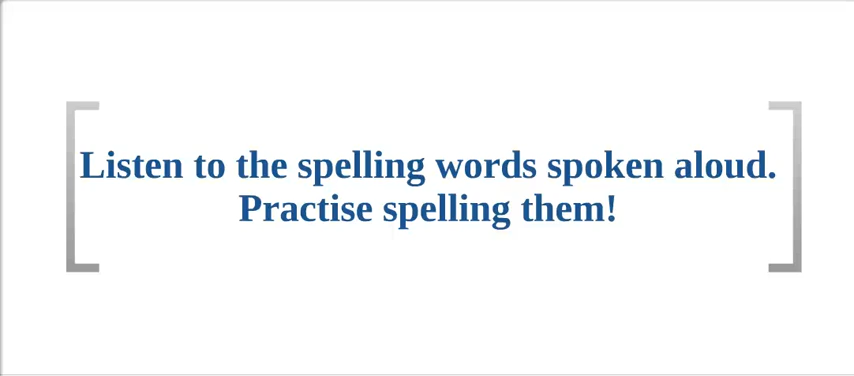 Listen to the spelling words spoken aloud.
Practise spelling them!